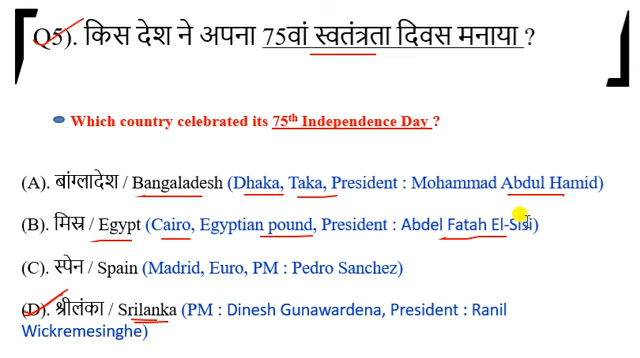 Q5). किस देश ने अपना 75वां स्वतंत्रता दिवस मनाया ?
Which country celebrated its 75th Independence Day ?
(A). बांग्लादेश / Bangaladesh (Dhaka, Taka, President : Mohammad Abdul Hamid)
(B). मिस्र / Egypt (Cairo, Egyptian pound, President : Abdel Fatah El-Sisi)
(C). स्पेन / Spain (Madrid, Euro, PM : Pedro Sanchez)
(D). श्रीलंका / Srilanka (PM : Dinesh Gunawardena, President : Ranil
Wickremesinghe)